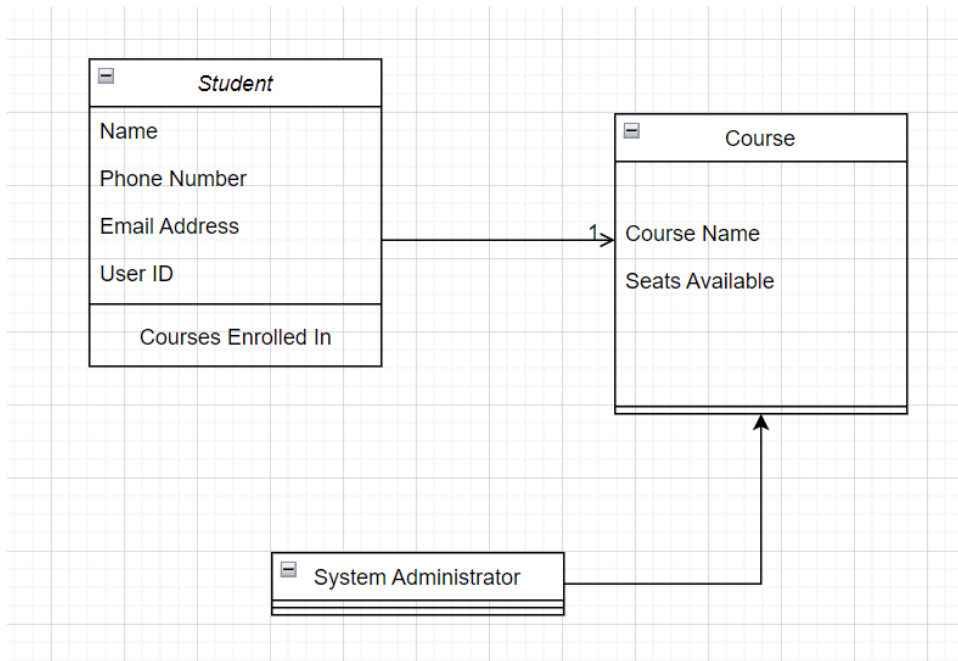 Student
Name
Phone Number
Email Address
User ID
Courses Enrolled In
1
Course
Course Name
Seats Available
System Administrator